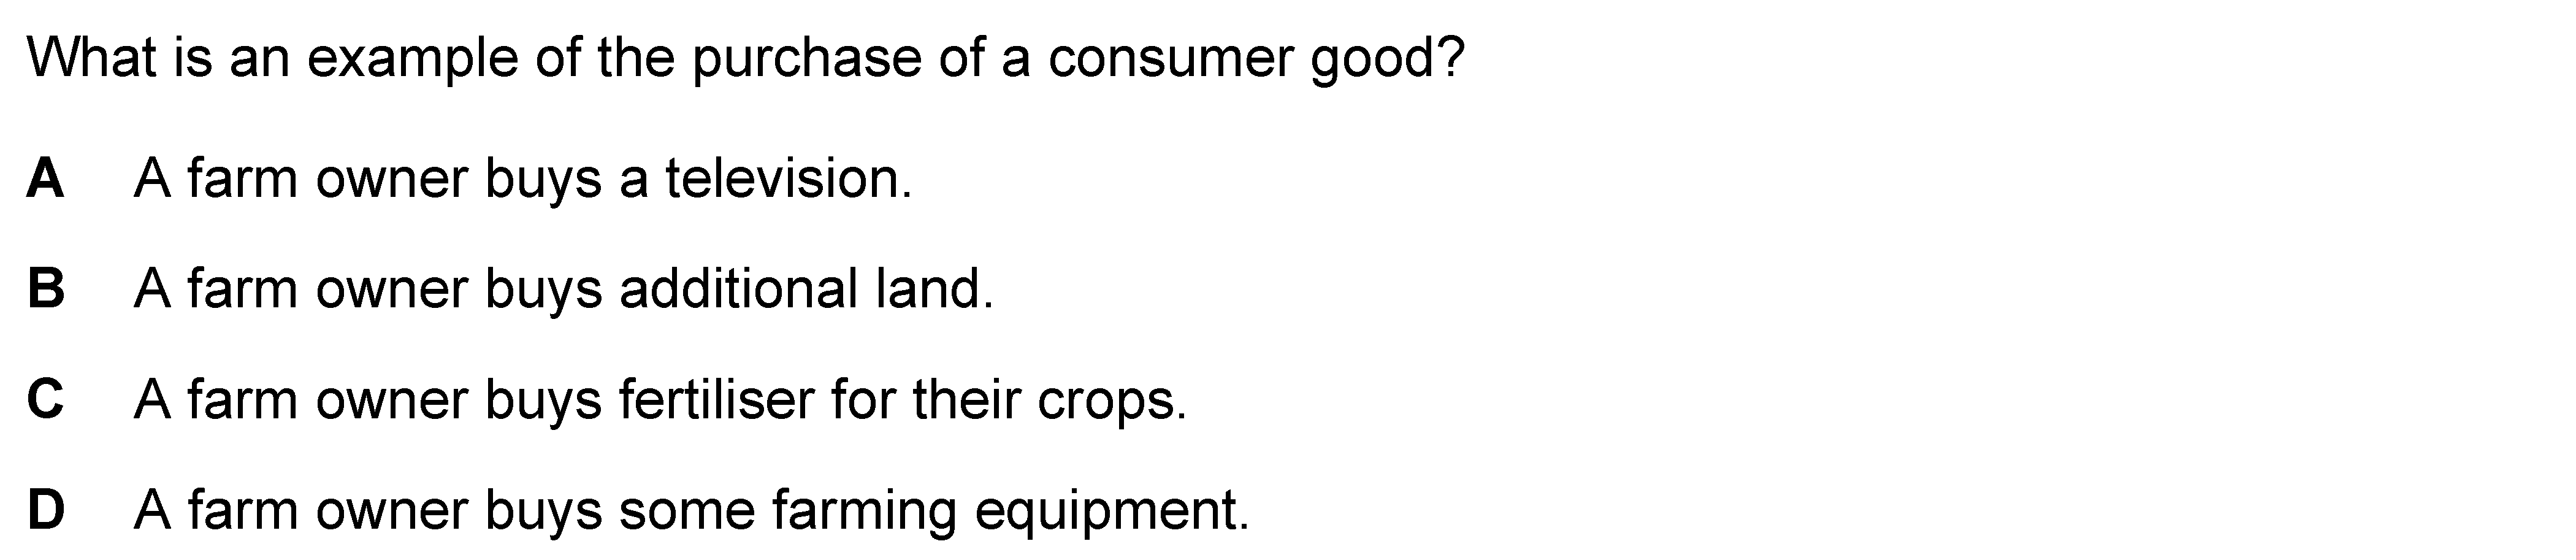 What is an example of the purchase of a consumer good?
A A farm owner buys a television.
B A farm owner buys additional land.
C A farm owner buys fertiliser for their crops.
D A farm owner buys some farming equipment.